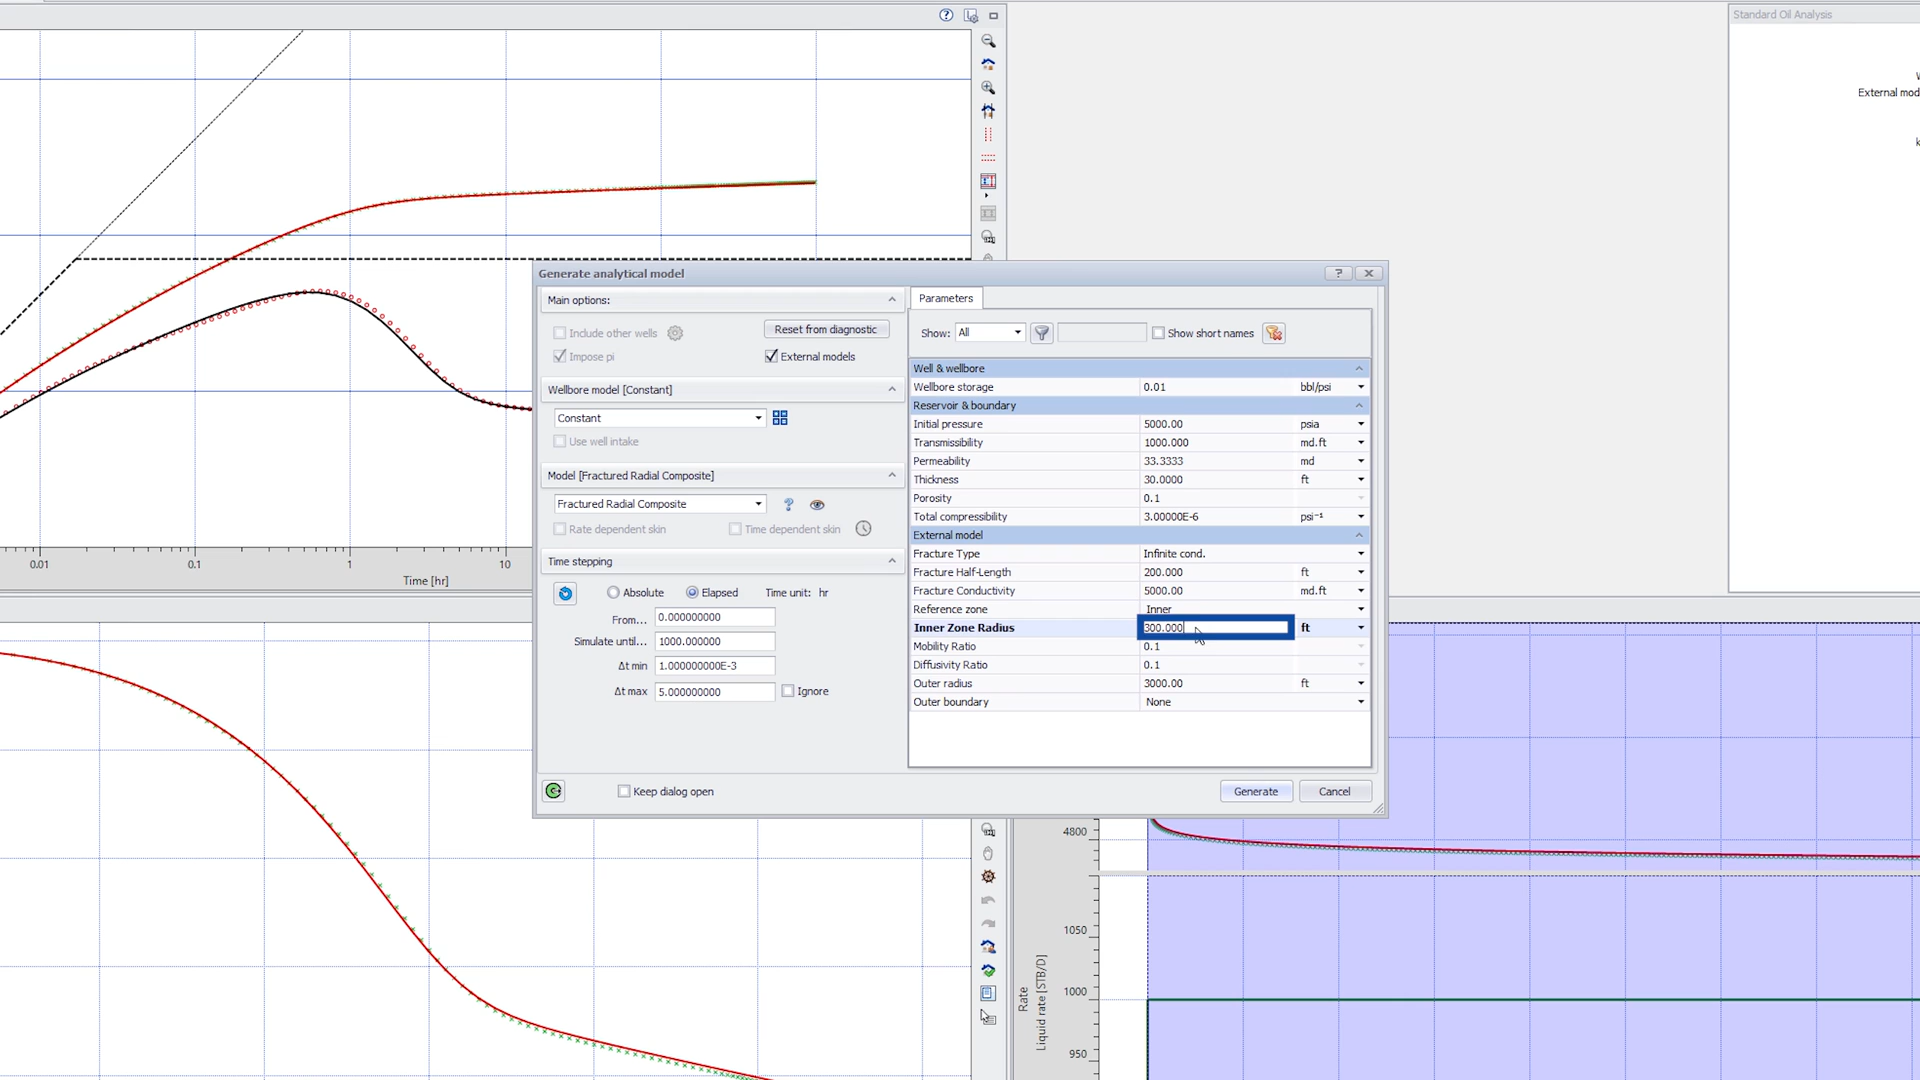 Standard Oil Analysis
External mod
0.01
0.1
1
10
Time [hr]
Generate analytical model
Main options:
Include other wells
Reset from diagnostic
Impose pi
External models
Wellbore model [Constant]
Constant
Use well intake
Model [Fractured Radial Composite]
Fractured Radial Composite
Rate dependent skin
Time dependent skin
Time stepping
Absolute
Elapsed
Time unit: hr
From... 0.000000000
Simulate until... 1000.000000
Δt min 1.000000000E-3
Δt max 5.000000000
Ignore
Keep dialog open
Parameters
Show: All
Show short names
Well & wellbore
Wellbore storage 0.01 bbl/psi
Reservoir & boundary
Initial pressure 5000.00 psia
Transmissibility 1000.000 md.ft
Permeability 33.3333 md
Thickness 30.0000 ft
Porosity 0.1
Total compressibility 3.00000E-6 psi⁻¹
External model
Fracture Type Infinite cond.
Fracture Half-Length 200.000 ft
Fracture Conductivity 5000.00 md.ft
Reference zone Inner
Inner Zone Radius 300.000 ft
Mobility Ratio 0.1
Diffusivity Ratio 0.1
Outer radius 3000.00 ft
Outer boundary None
Generate
Cancel
4800
1050
1000
950
Rate
Liquid rate [STB/D]